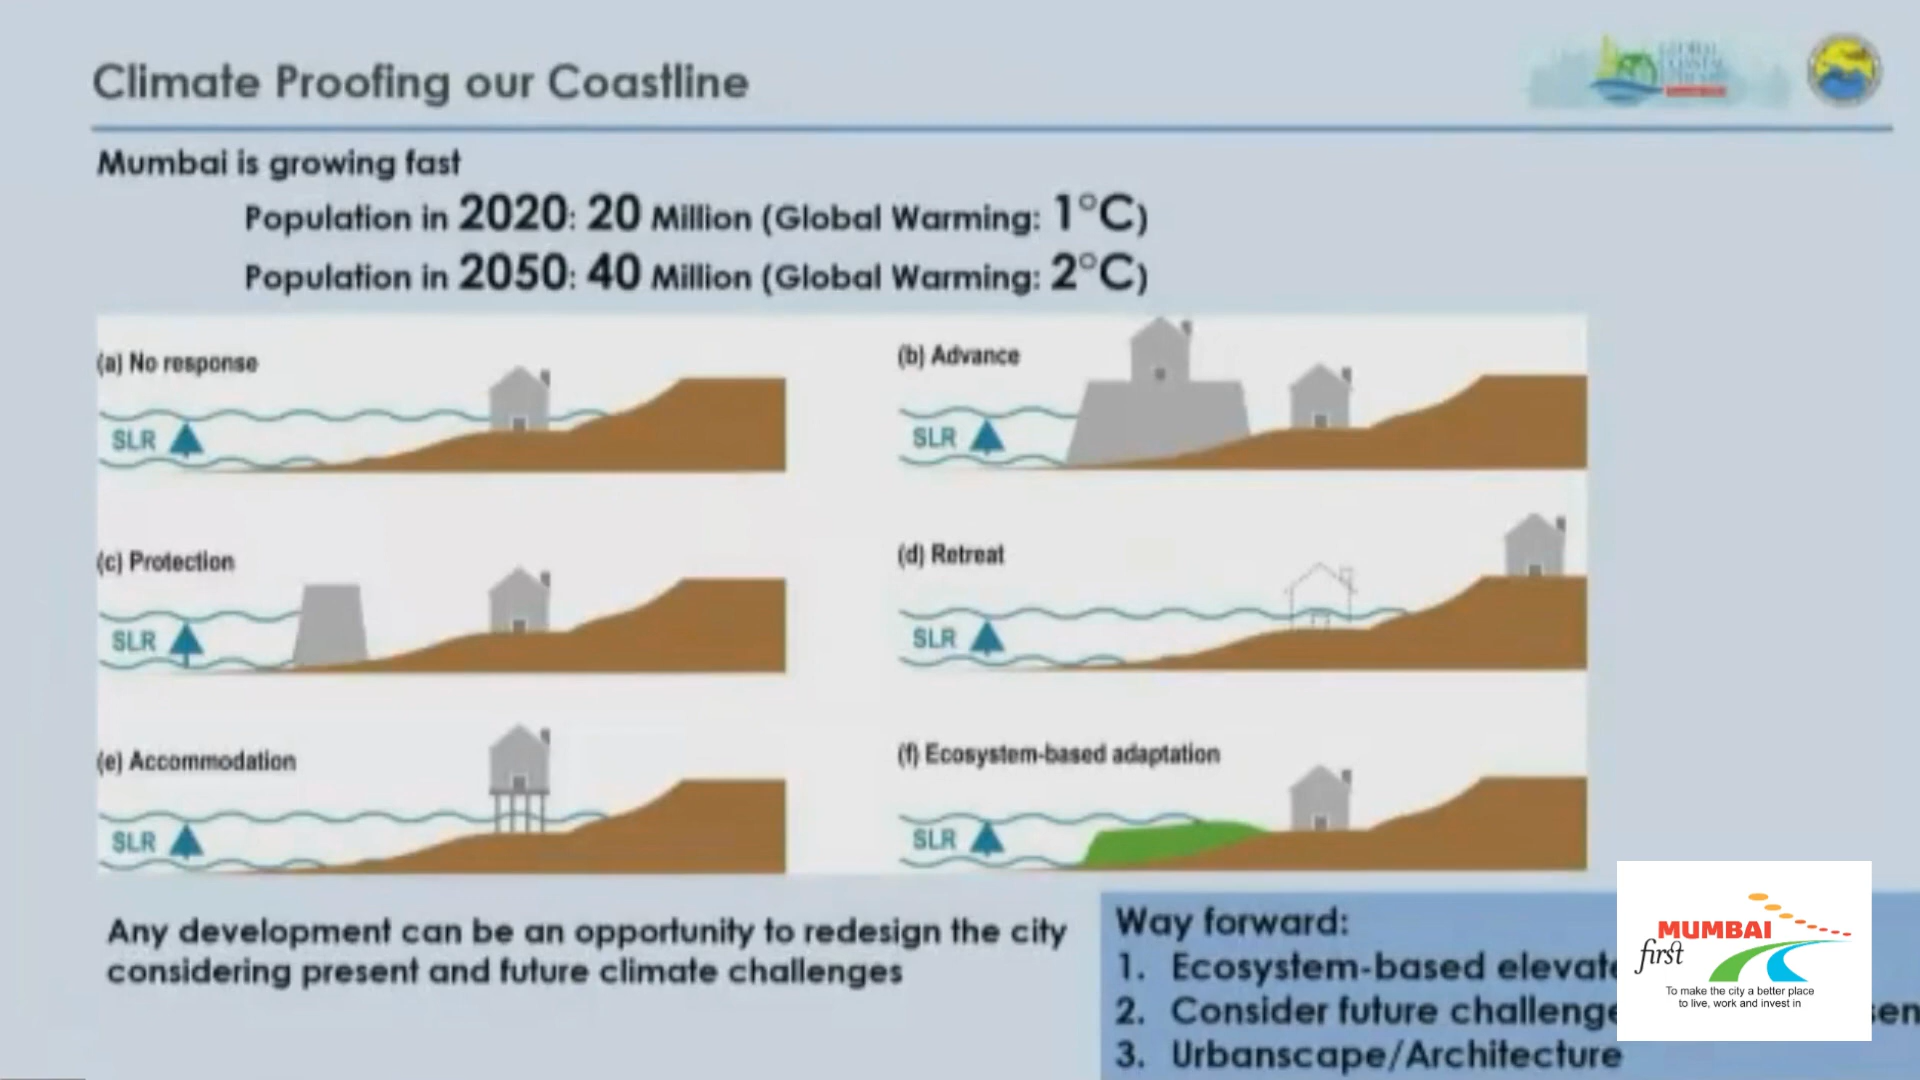 Climate Proofing our Coastline
Mumbai is growing fast
Population in 2020: 20 Million (Global Warming: 1°C)
Population in 2050: 40 Million (Global Warming: 2°C)
(a) No response
SLR
(b) Advance
SLR
(c) Protection
SLR
(d) Retreat
SLR
(e) Accommodation
SLR
(f) Ecosystem-based adaptation
SLR
Any development can be an opportunity to redesign the city
considering present and future climate challenges
Way forward:
1. Ecosystem-based
2. Consider future
3. Urbanscape/Architecture
MUMBAI
first
To make the city a better place
to live, work and invest in